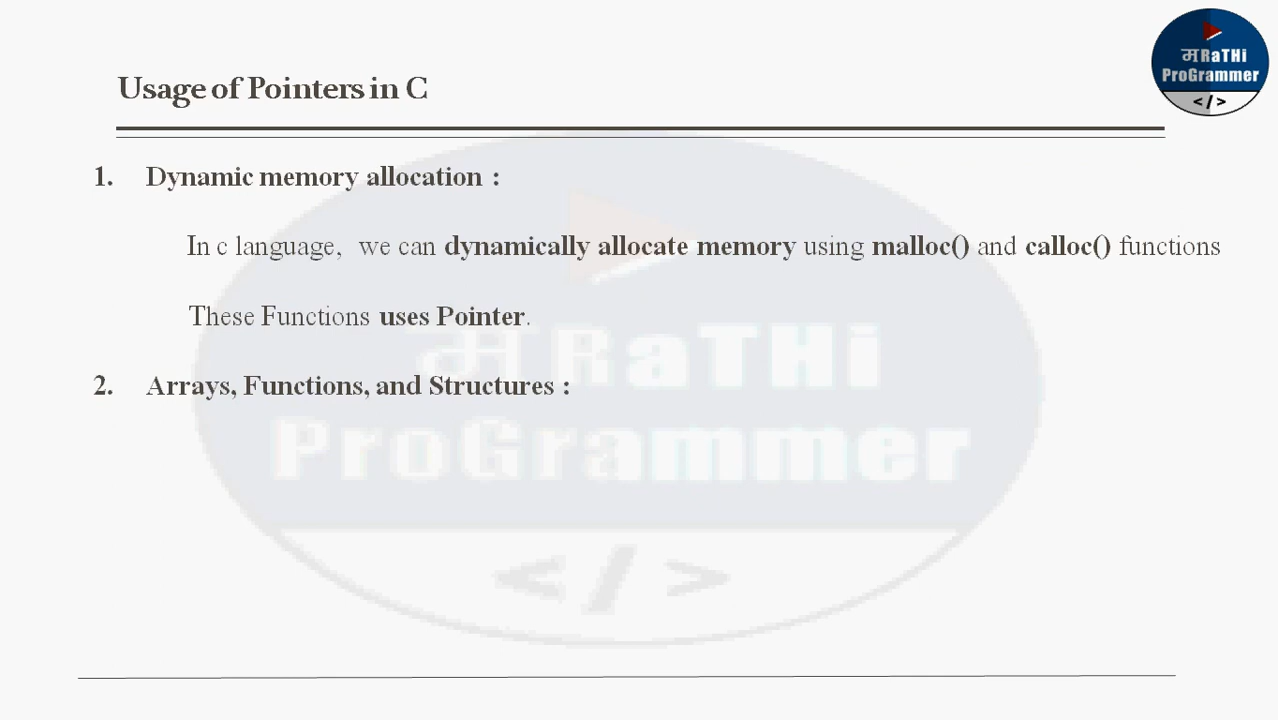 मRaTHi
ProGrammer
</>
Usage of Pointers in C
1. Dynamic memory allocation :
In c language, we can dynamically allocate memory using malloc() and calloc() functions
These Functions uses Pointer.
2. Arrays, Functions, and Structures :
मRaTHi
ProGrammer
</>